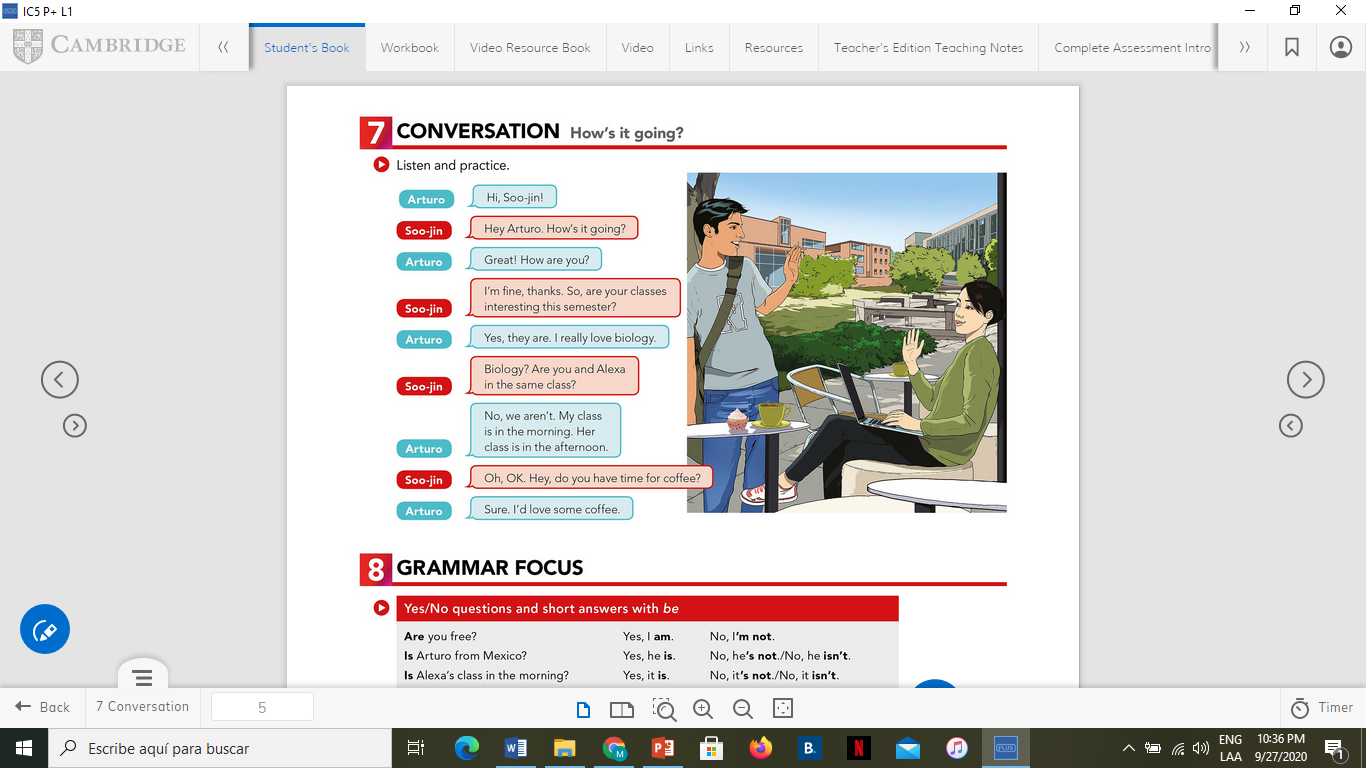 IC5 P+ L1
CAMBRIDGE
Student's Book
Workbook
Video Resource Book
Video
Links
Resources
Teacher's Edition Teaching Notes
Complete Assessment Intro
7 CONVERSATION How's it going?
Listen and practice.
Arturo Hi, Soo-jin!
Soo-jin Hey Arturo. How's it going?
Arturo Great! How are you?
I'm fine, thanks. So, are your classes
Soo-jin interesting this semester?
Arturo Yes, they are. I really love biology.
Biology? Are you and Alexa
Soo-jin in the same class?
No, we aren't. My class
is in the morning. Her
Arturo class is in the afternoon.
Soo-jin Oh, OK. Hey, do you have time for coffee?
Arturo Sure. I'd love some coffee.
8 GRAMMAR FOCUS
Yes/No questions and short answers with be
Are you free? Yes, I am. No, I'm not.
Is Arturo from Mexico? Yes, he is. No, he's not./No, he isn't.
Is Alexa's class in the morning? Yes, it is. No, it's not./No, it isn't.
Back
7 Conversation
5
Timer
Escribe aquí para buscar
B.
N
PLUS
ENG 10:36 PM
LAA 9/27/2020
1